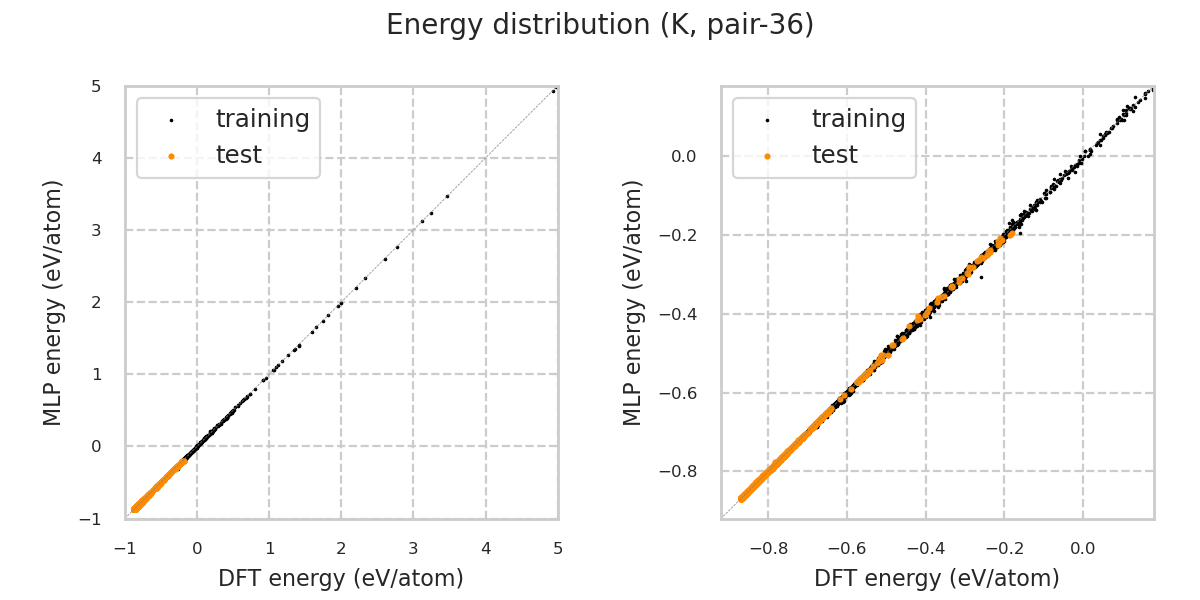 Energy distribution (K, pair-36)
training
test
MLP energy (eV/atom)
5
4
3
2
1
0
−1
−1 0 1 2 3 4 5
DFT energy (eV/atom)
training
test
MLP energy (eV/atom)
0.0
−0.2
−0.4
−0.6
−0.8
−0.8 −0.6 −0.4 −0.2 0.0
DFT energy (eV/atom)